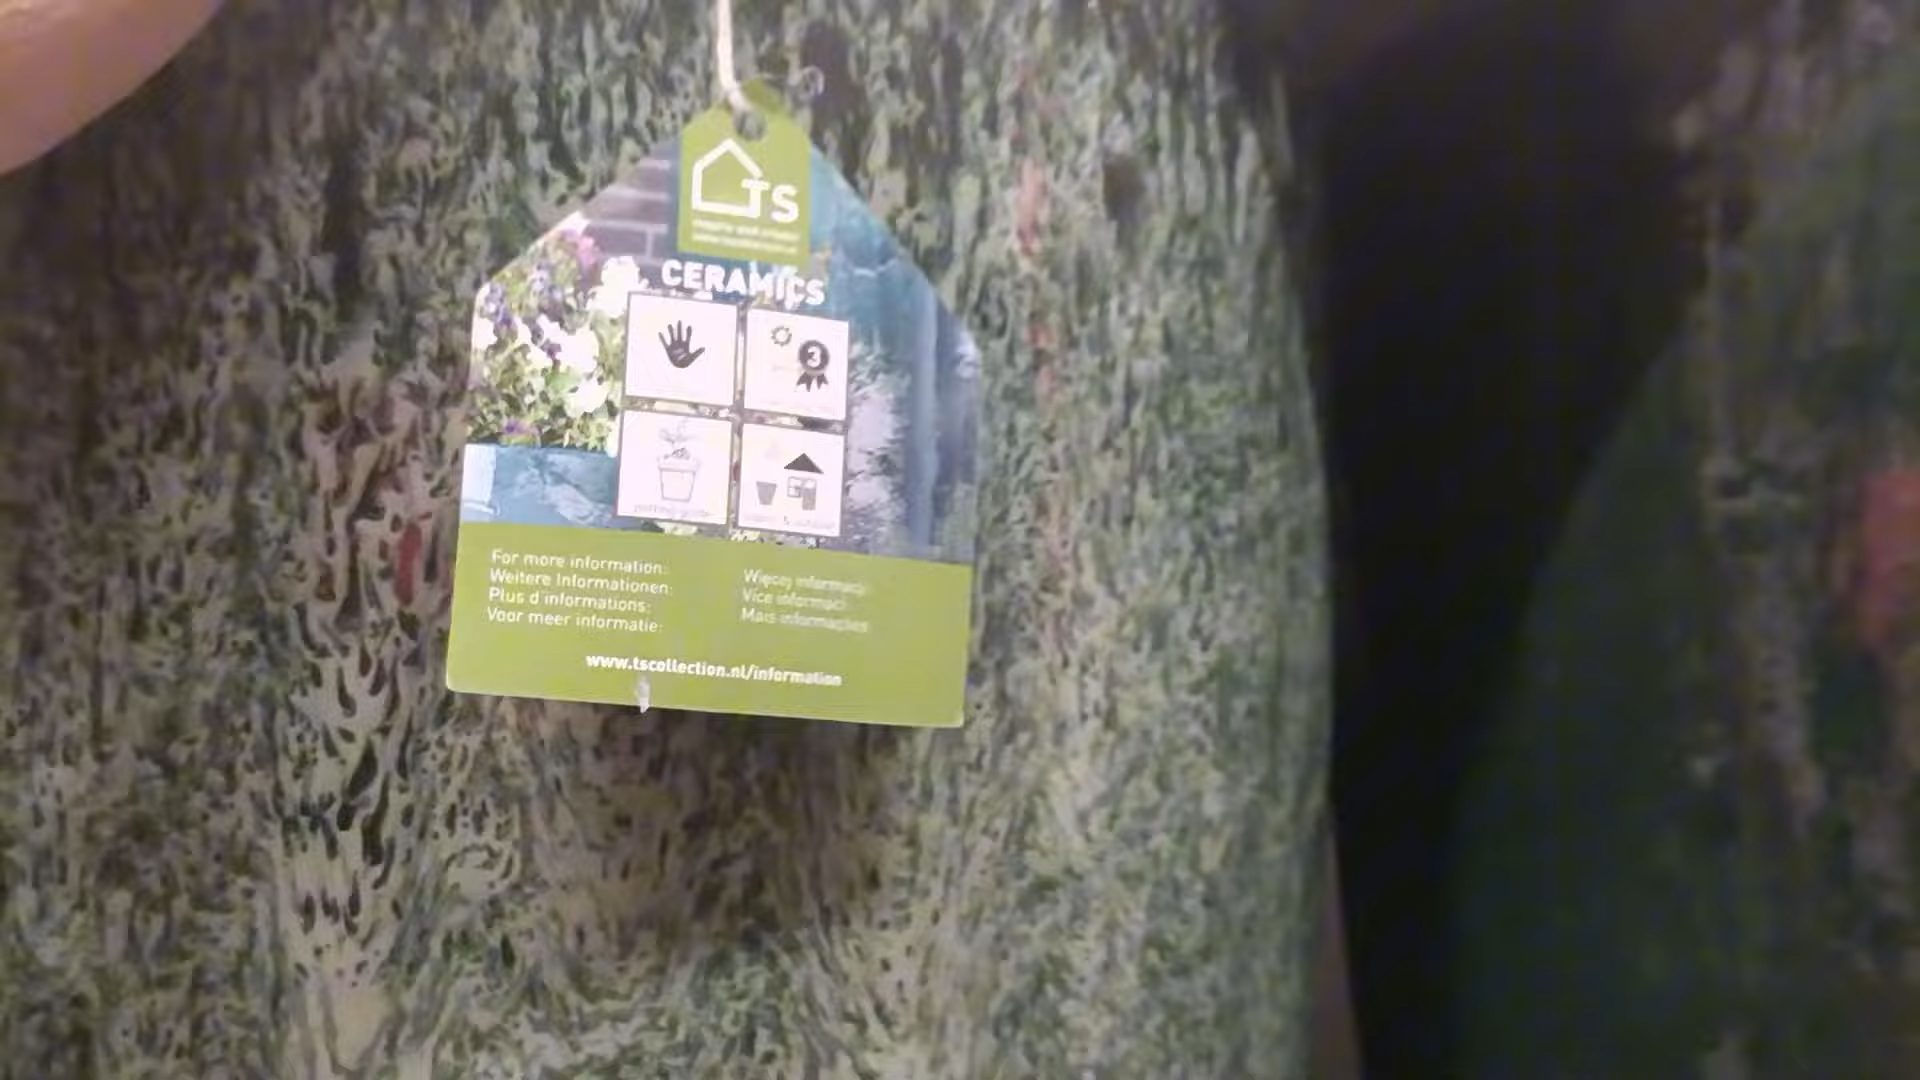 TS
CERAMICS
3
For more information:
Weitere Informationen:
Plus d'informations:
Voor meer informatie:
Więcej informacji:
Více informací:
Mais informações:
www.tscollection.nl/information